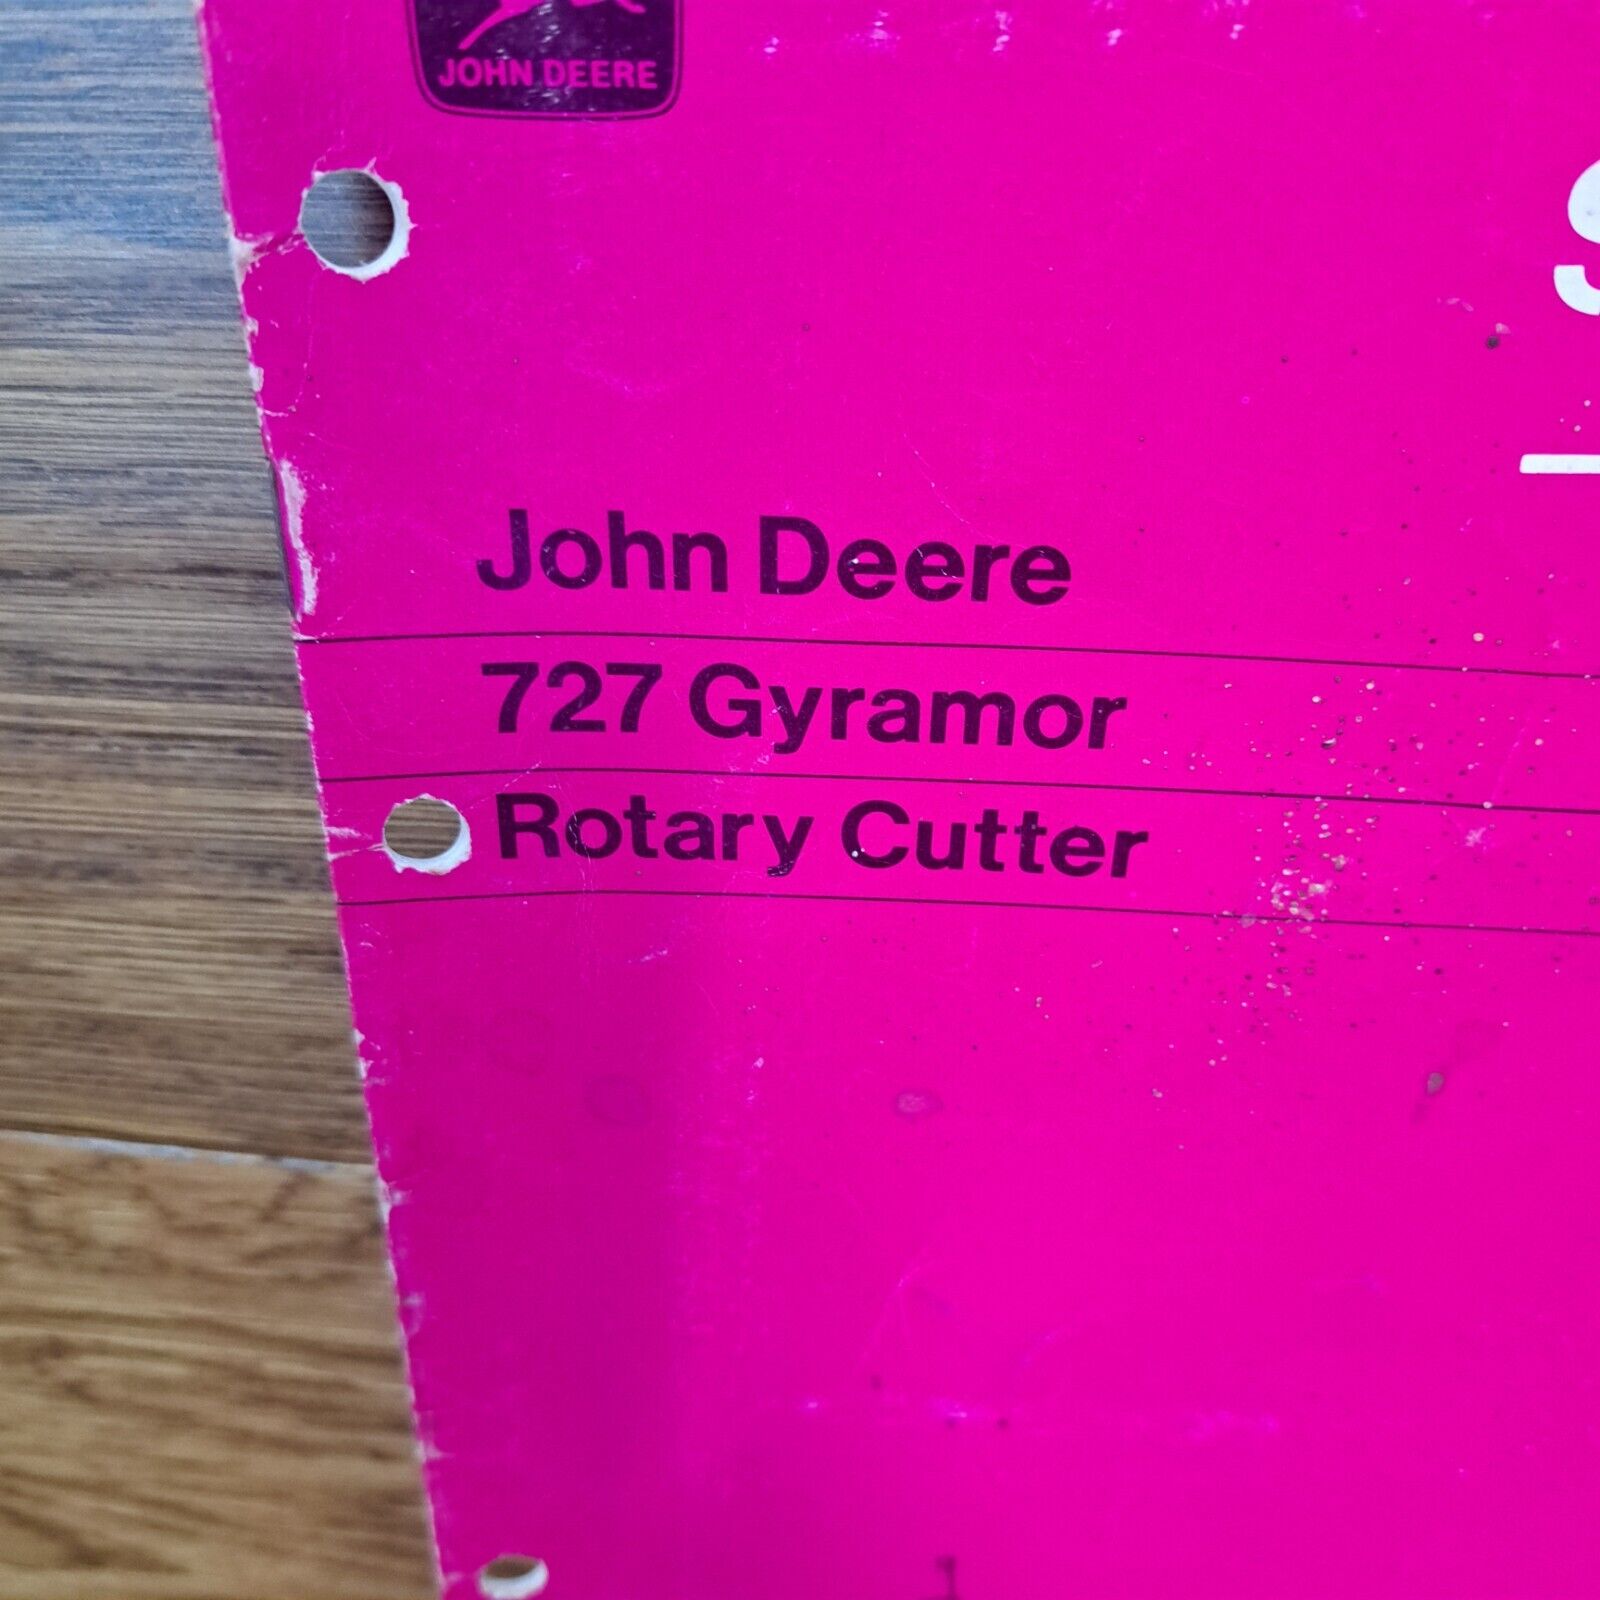 JOHN DEERE
John Deere
727 Gyramor
Rotary Cutter